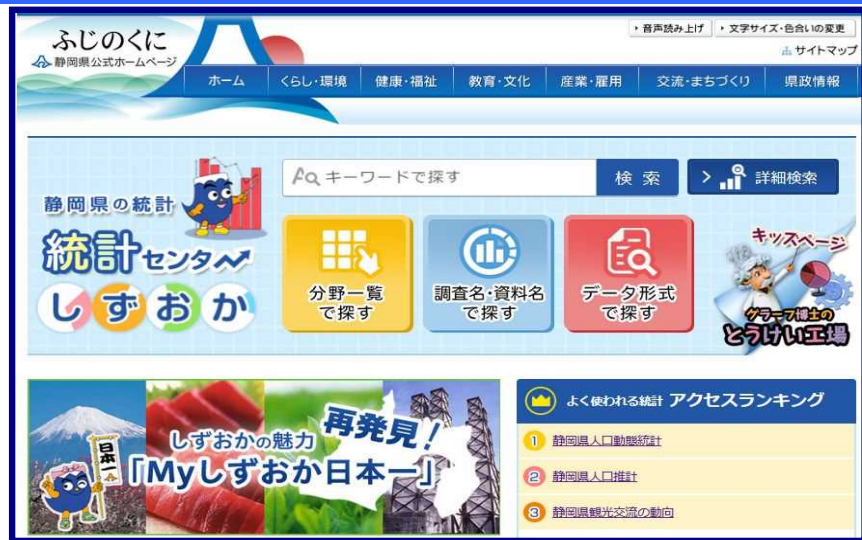 音声読み上げ
文字サイズ・色合いの変更
サイトマップ
ふじのくに
静岡県公式ホームページ
ホーム
くらし・環境
健康・福祉
教育・文化
産業・雇用
交流・まちづくり
県政情報
静岡県の統計
統計センター
しずおか
キーワードで探す
検 索
詳細検索
分野一覧
で探す
調査名・資料名
で探す
データ形式
で探す
キッズページ
グラーフ博士の
とうけい工場
日本一
しずおかの魅力
再発見!
「Myしずおか日本一」
よく使われる統計 アクセスランキング
1 静岡県人口動態統計
2 静岡県人口推計
3 静岡県観光交流の動向